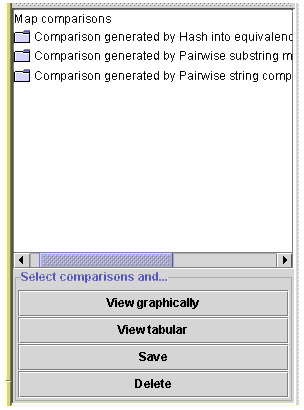 Map comparisons
Comparison generated by Hash into equivalenc
Comparison generated by Pairwise substring m
Comparison generated by Pairwise string comp
Select comparisons and...
View graphically
View tabular
Save
Delete